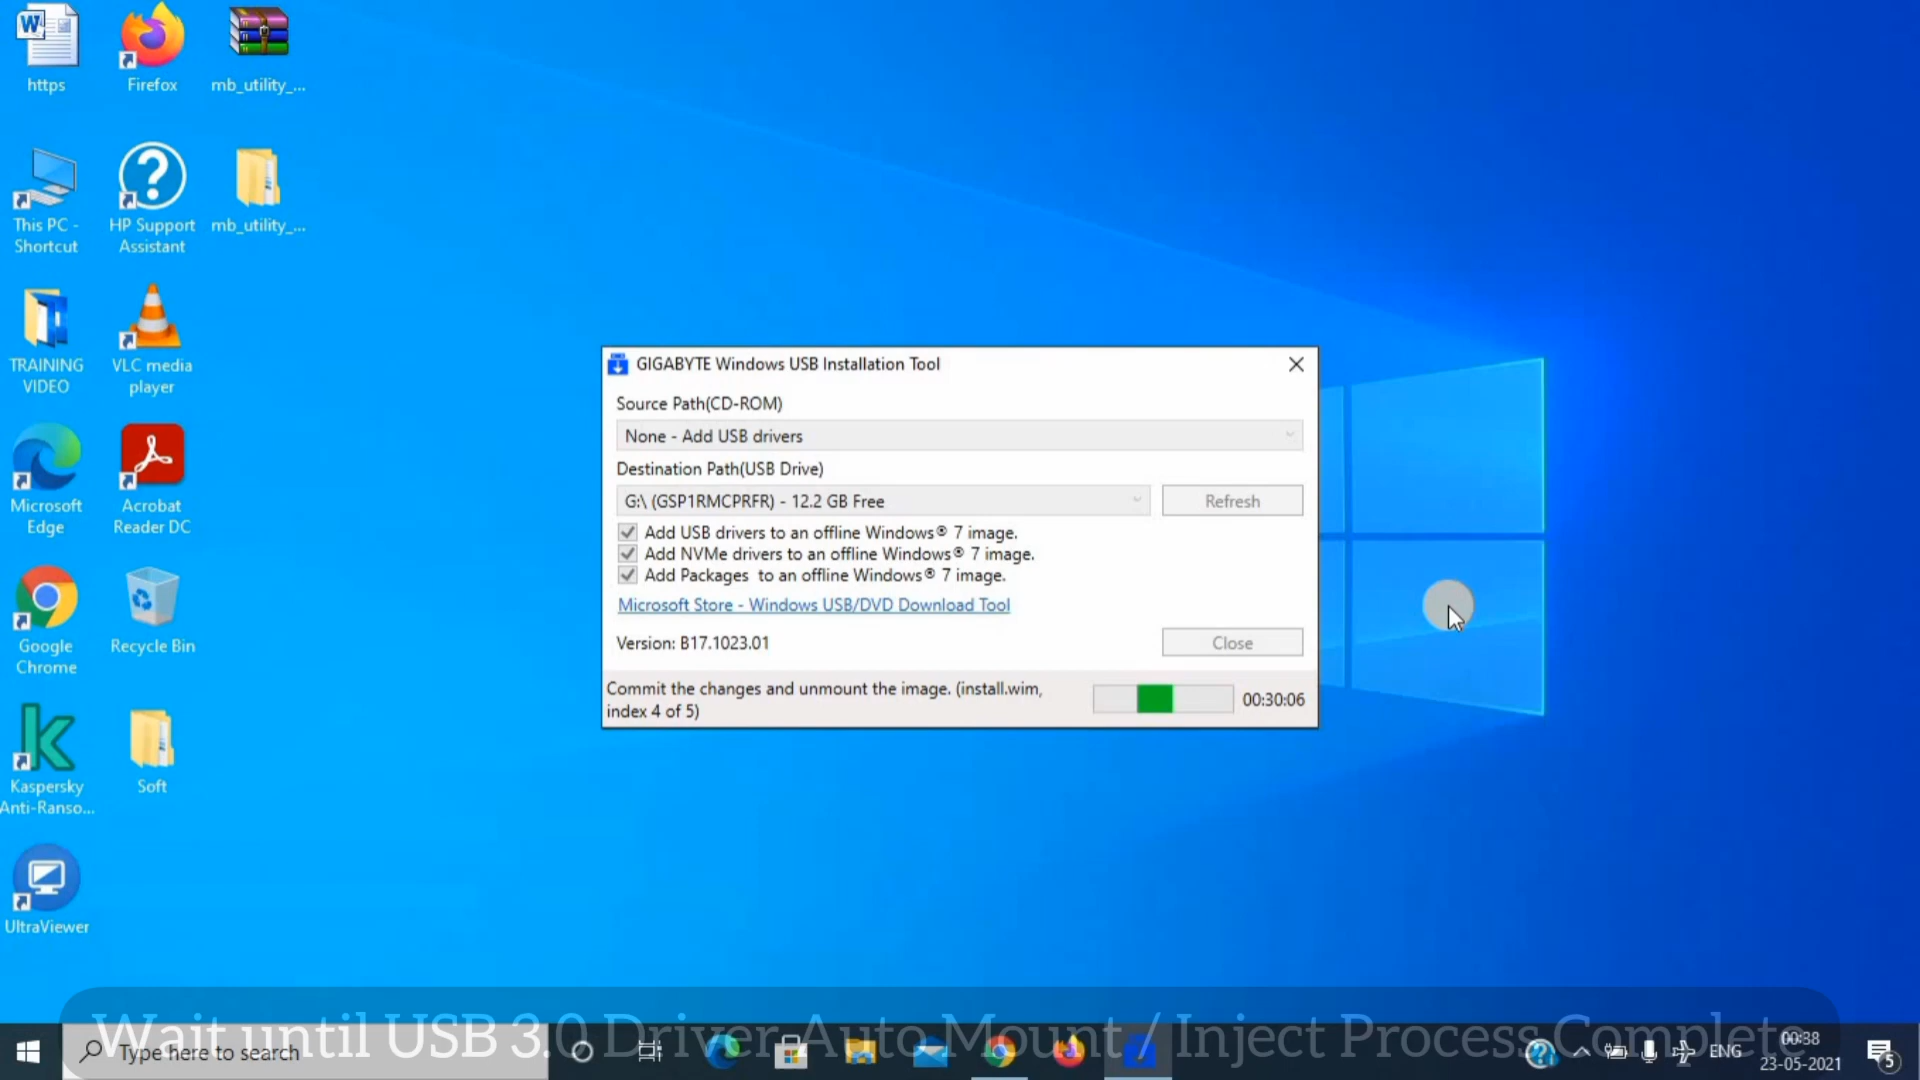 https
Firefox
mb_utility_...
This PC -
Shortcut
HP Support
Assistant
mb_utility_...
TRAINING
VIDEO
VLC media
player
Microsoft
Edge
Acrobat
Reader DC
Google
Chrome
Recycle Bin
Kaspersky
Anti-Ranso...
Soft
UltraViewer
GIGABYTE Windows USB Installation Tool
Source Path(CD-ROM)
None - Add USB drivers
Destination Path(USB Drive)
G:\ (GSP1RMCPRFR) - 12.2 GB Free
Refresh
Add USB drivers to an offline Windows® 7 image.
Add NVMe drivers to an offline Windows® 7 image.
Add Packages  to an offline Windows® 7 image.
Microsoft Store - Windows USB/DVD Download Tool
Version: B17.1023.01
Close
Commit the changes and unmount the image. (install.wim,
index 4 of 5)
00:30:06
Wait until USB 3.0 Driver Auto Mount / Inject Process Complete
Type here to search
ENG
00:38
23-05-2021
5